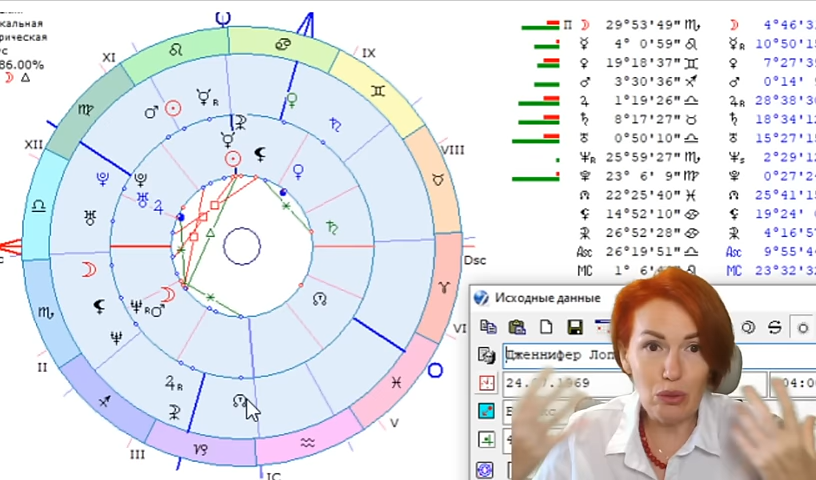 кальная
рическая
ус
86.00%
XI
IX
XII
VIII
Dsc
II
VI
III
V
IC
П 29°53'49" 4°46'3
4° 0'59" R 10°50'1
19°18'37" 7°27'3
3°30'36" 0°14'
1°19'26" R 28°38'3
8°17'27" 18°34'1
0°50'10" 15°27'1
R 25°59'27" S 2°29'1
23° 6' 9" 0°27'2
22°25'40" 25°41'1
14°52'10" 19°24'
26°52'28" 4°16'5
Asc 26°19'51" Asc 9°55'4
MC 1° 6' MC 23°32'3
Исходные данные
Дженнифер Лоп
24. 1969 04:0